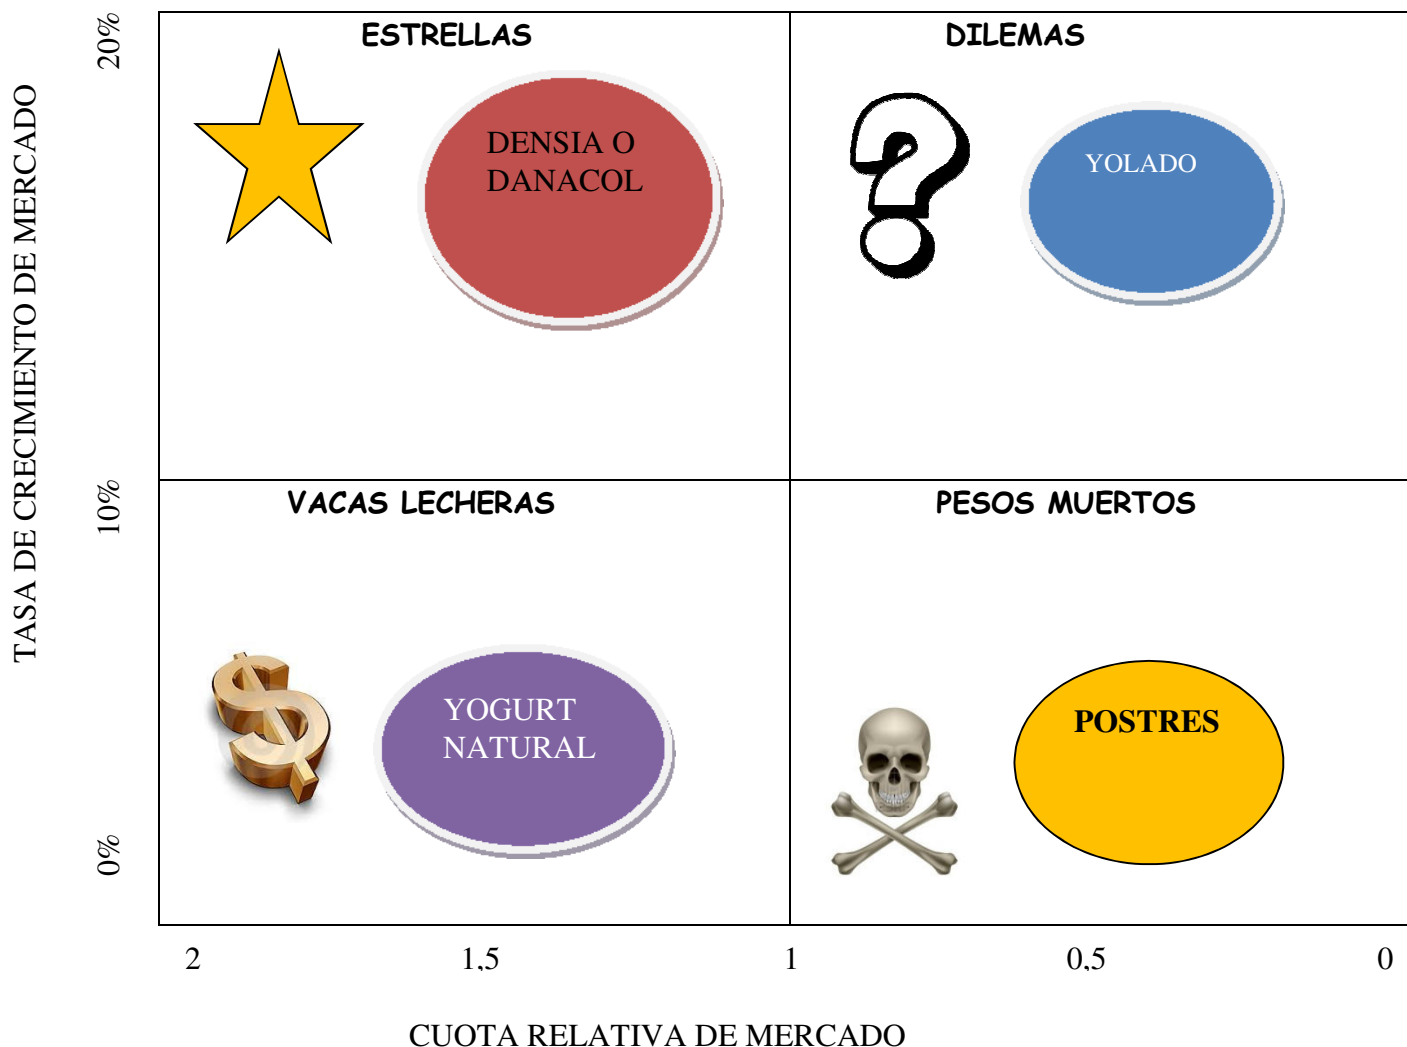 TASA DE CRECIMIENTO DE MERCADO
20%
10%
0%
ESTRELLAS
DENSIA O
DANACOL
DILEMAS
YOLADO
VACAS LECHERAS
YOGURT
NATURAL
PESOS MUERTOS
POSTRES
2 1,5 1 0,5 0
CUOTA RELATIVA DE MERCADO